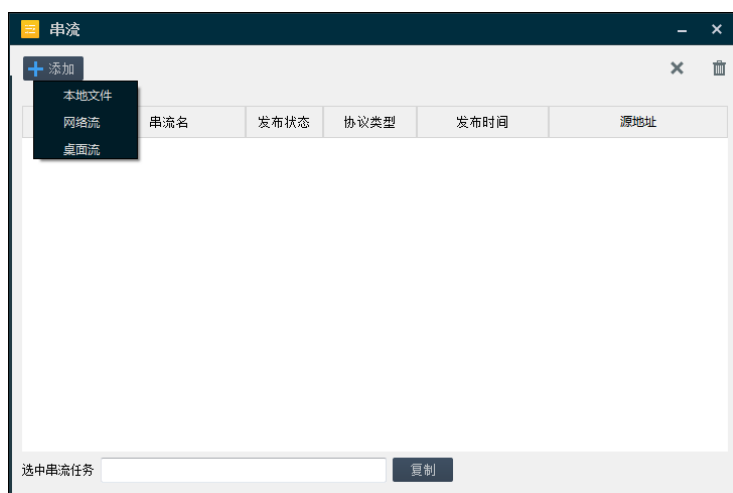 串流
添加
本地文件
网络流
桌面流
串流名 发布状态 协议类型 发布时间 源地址
选中串流任务 复制